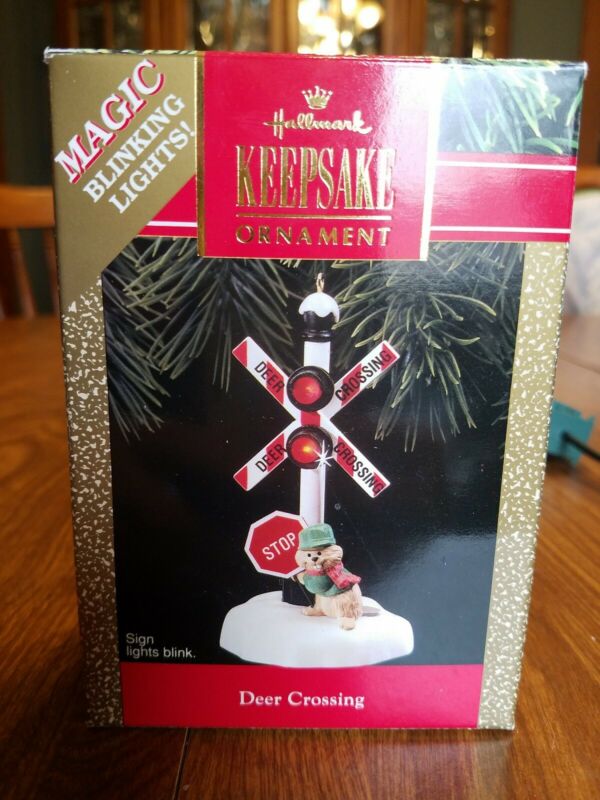 MAGIC
BLINKING
LIGHTS!
Hallmark
KEEPSAKE
ORNAMENT
DEER CROSSING
DEER CROSSING
STOP
Sign
lights blink.
Deer Crossing